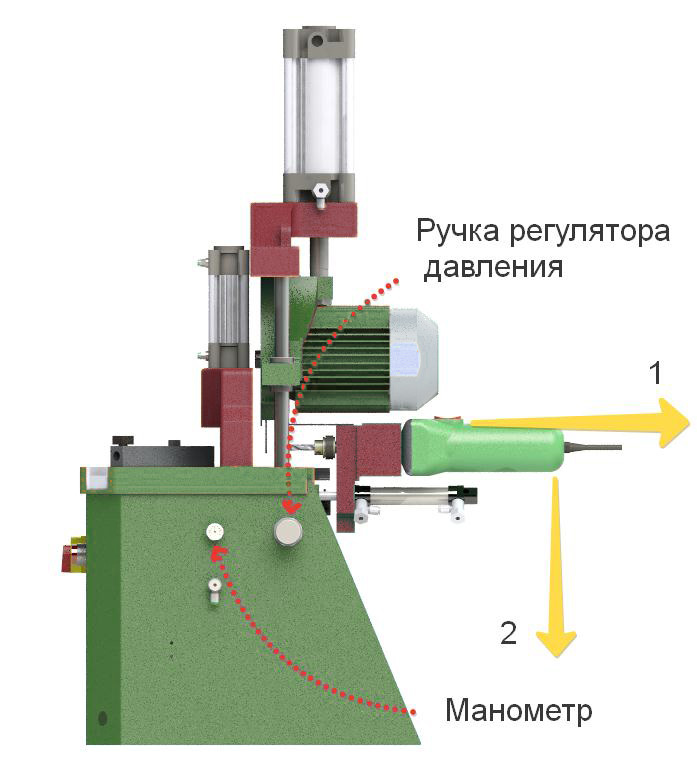 Ручка регулятора
давления
1
2
Манометр